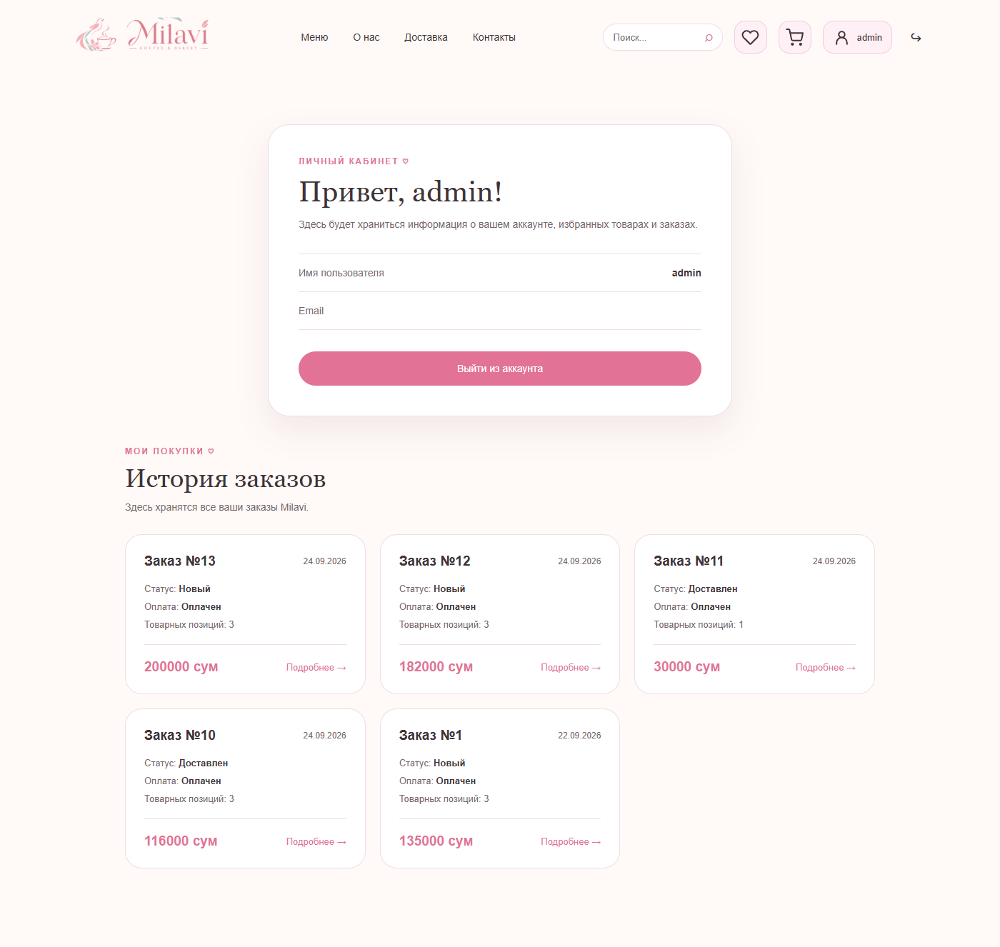 Milavi
COFFEE & BAKERY
Меню
О нас
Доставка
Контакты
Поиск...
admin
ЛИЧНЫЙ КАБИНЕТ ♡
Привет, admin!
Здесь будет храниться информация о вашем аккаунте, избранных товарах и заказах.
Имя пользователя admin
Email
Выйти из аккаунта
МОИ ПОКУПКИ ♡
История заказов
Здесь хранятся все ваши заказы Milavi.
Заказ №13 24.09.2026
Статус: Новый
Оплата: Оплачен
Товарных позиций: 3
200000 сум Подробнее →
Заказ №12 24.09.2026
Статус: Новый
Оплата: Оплачен
Товарных позиций: 3
182000 сум Подробнее →
Заказ №11 24.09.2026
Статус: Доставлен
Оплата: Оплачен
Товарных позиций: 1
30000 сум Подробнее →
Заказ №10 24.09.2026
Статус: Доставлен
Оплата: Оплачен
Товарных позиций: 3
116000 сум Подробнее →
Заказ №1 22.09.2026
Статус: Новый
Оплата: Оплачен
Товарных позиций: 3
135000 сум Подробнее →